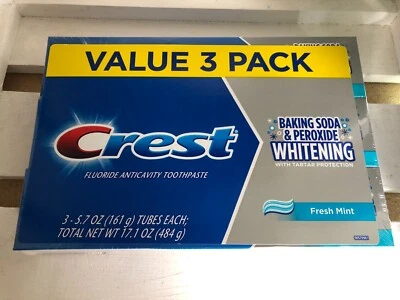 VALUE 3 PACK
Crest
FLUORIDE ANTICAVITY TOOTHPASTE
BAKING SODA
& PEROXIDE
WHITENING
WITH TARTAR PROTECTION
3 - 5.7 OZ (161 g) TUBES EACH;
TOTAL NET WT 17.1 OZ (484 g)
Fresh Mint